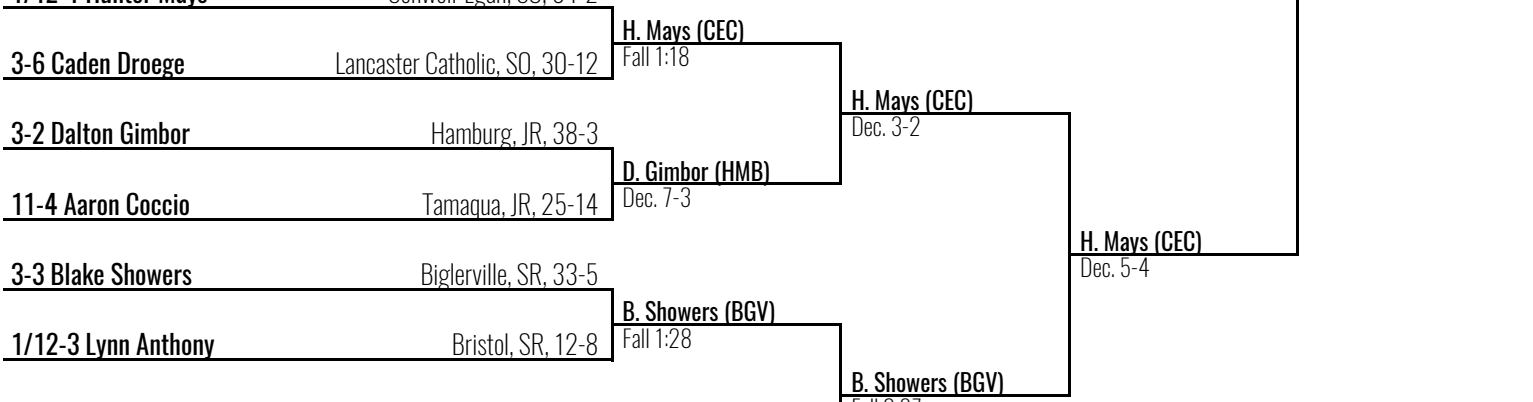 H. Mays (CEC)
Fall 1:18
3-6 Caden Droege Lancaster Catholic, SO, 30-12
H. Mays (CEC)
Dec. 3-2
3-2 Dalton Gimbor Hamburg, JR, 38-3
D. Gimbor (HMB)
Dec. 7-3
11-4 Aaron Coccio Tamaqua, JR, 25-14
H. Mays (CEC)
Dec. 5-4
3-3 Blake Showers Biglerville, SR, 33-5
B. Showers (BGV)
Fall 1:28
1/12-3 Lynn Anthony Bristol, SR, 12-8
B. Showers (BGV)